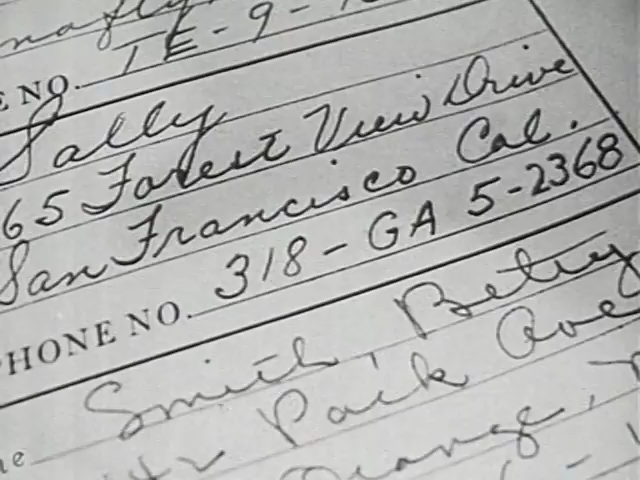 E NO. TE-9-
Sally
65 Forest View Drive
San Francisco Cal.
PHONE NO. 318-GA 5-2368
Smith, Betty
Park Ave
Orange,